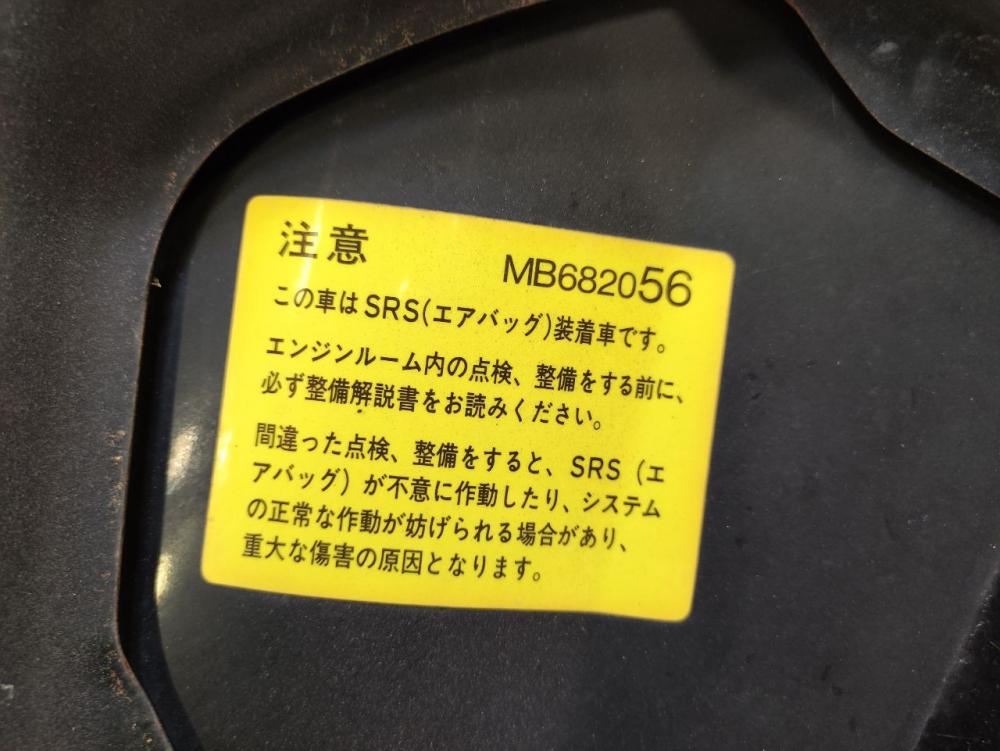 注意
MB682056
この車はSRS(エアバッグ)装着車です。
エンジンルーム内の点検、整備をする前に、
必ず整備解説書をお読みください。
間違った点検、整備をすると、SRS(エ
アバッグ)が不意に作動したり、システム
の正常な作動が妨げられる場合があり、
重大な傷害の原因となります。